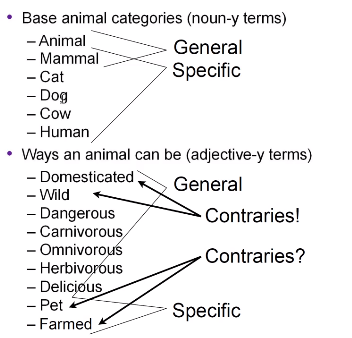 • Base animal categories (noun-y terms)
– Animal
General
– Mammal
Specific
– Cat
– Dog
– Cow
– Human
• Ways an animal can be (adjective-y terms)
– Domesticated
General
– Wild
– Dangerous
Contraries!
– Carnivorous
– Omnivorous
Contraries?
– Herbivorous
– Delicious
– Pet
Specific
– Farmed